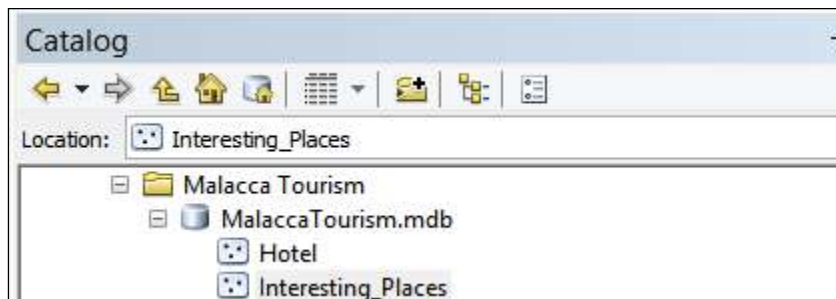 Catalog
Location: Interesting_Places
Malacca Tourism
MalaccaTourism.mdb
Hotel
Interesting_Places